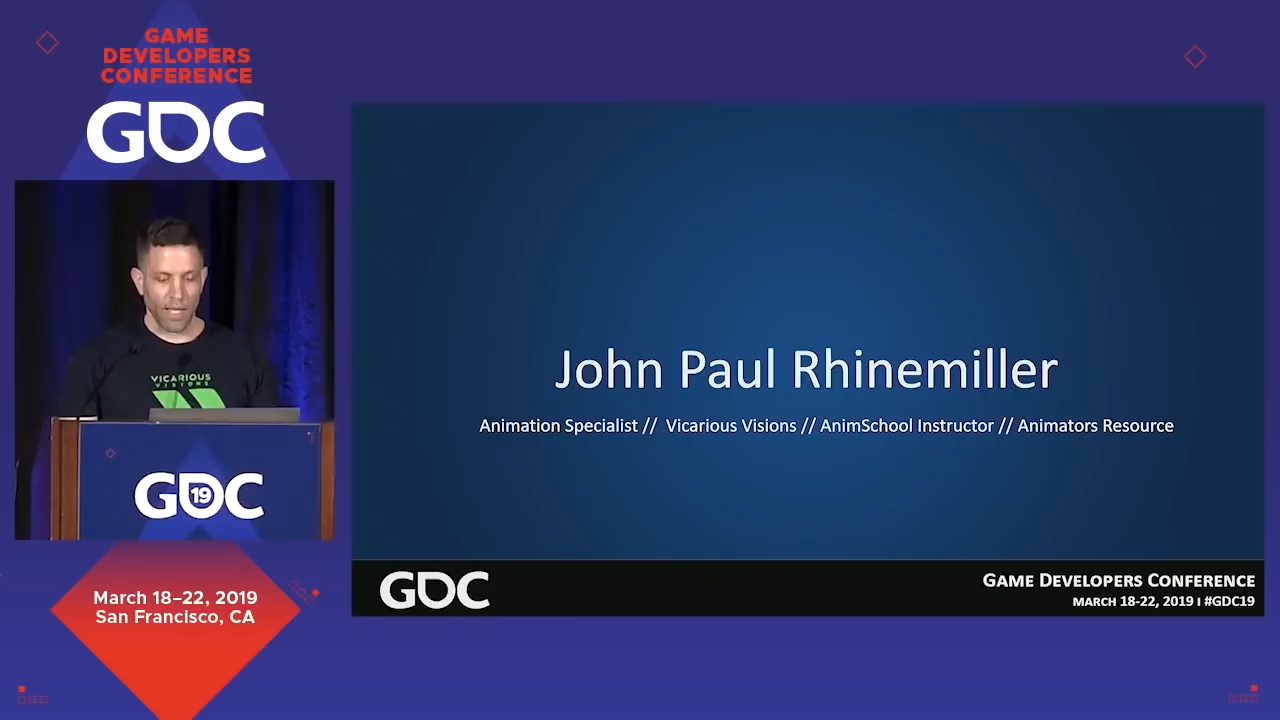 GAME
DEVELOPERS
CONFERENCE
GDC
VICARIOUS
VISIONS
GDC
19
March 18–22, 2019
San Francisco, CA
John Paul Rhinemiller
Animation Specialist // Vicarious Visions // AnimSchool Instructor // Animators Resource
GDC
GAME DEVELOPERS CONFERENCE
MARCH 18-22, 2019 | #GDC19